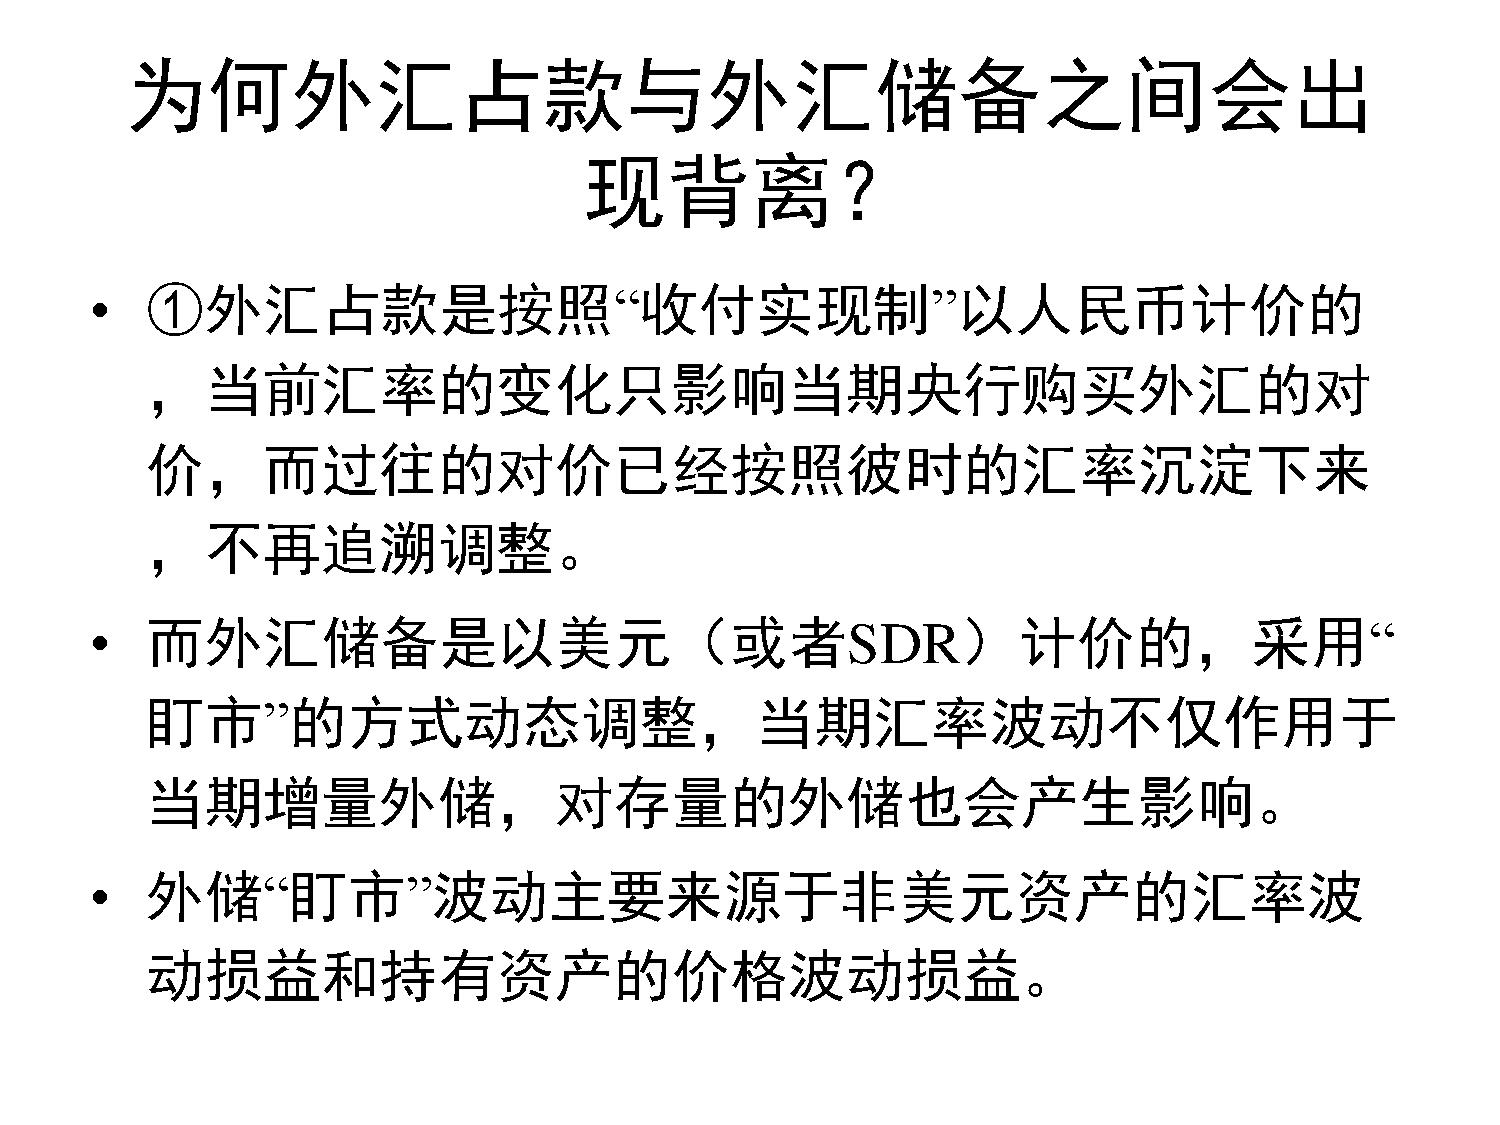 为何外汇占款与外汇储备之间会出
现背离？
• ①外汇占款是按照“收付实现制”以人民币计价的
，当前汇率的变化只影响当期央行购买外汇的对
价，而过往的对价已经按照彼时的汇率沉淀下来
，不再追溯调整。
• 而外汇储备是以美元（或者SDR）计价的，采用“
盯市”的方式动态调整，当期汇率波动不仅作用于
当期增量外储，对存量的外储也会产生影响。
• 外储“盯市”波动主要来源于非美元资产的汇率波
动损益和持有资产的价格波动损益。